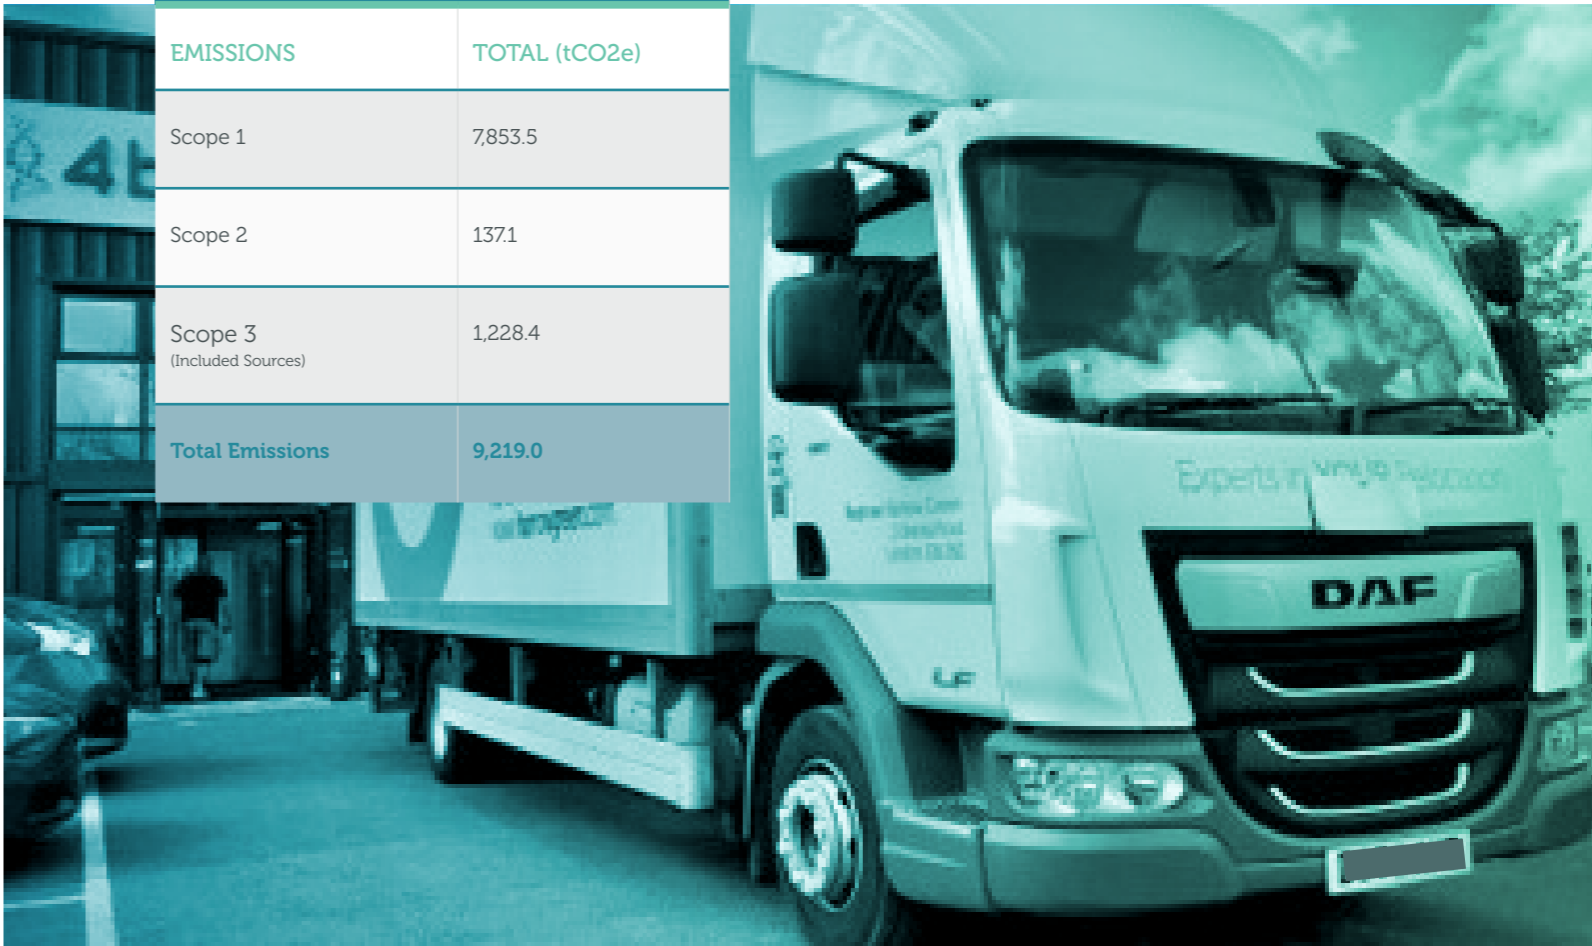 EMISSIONS TOTAL (tCO2e)
Scope 1 7,853.5
Scope 2 137.1
Scope 3 1,228.4
(Included Sources)
Total Emissions 9,219.0
Experts in your
DAF
LF